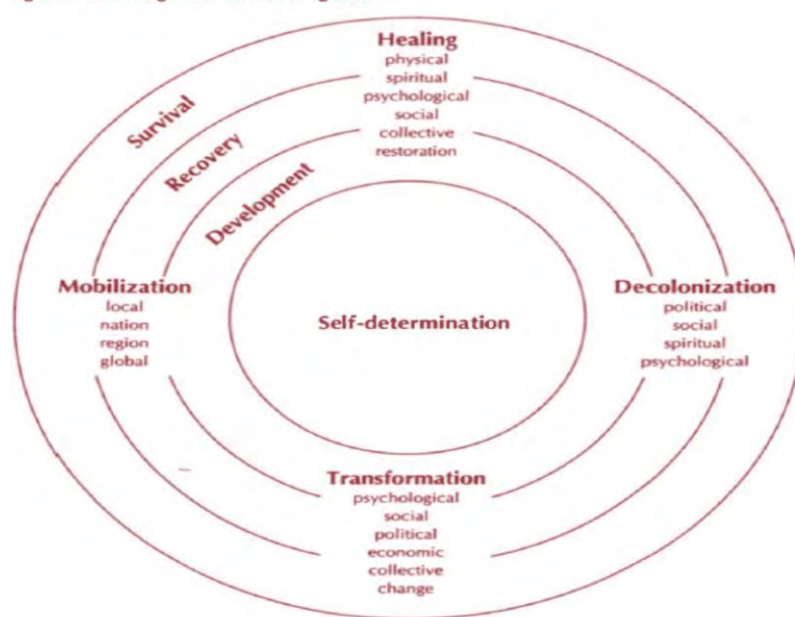 Healing
physical
spiritual
psychological
social
collective
restoration
Survival
Recovery
Development
Mobilization
local
nation
region
global
Self-determination
Decolonization
political
social
spiritual
psychological
Transformation
psychological
social
political
economic
collective
change